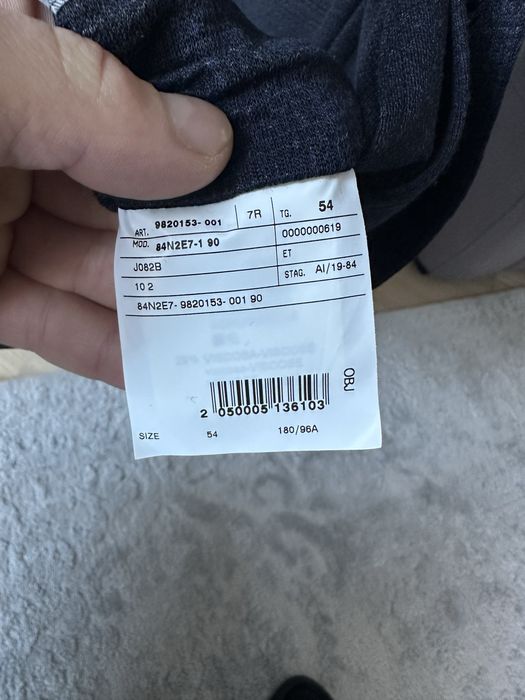 ART. 9820153- 001 7R TG. 54
MOD. 84N2E7-1 90 0000000619
J082B ET
10 2 STAG. AI/19-84
84N2E7- 9820153- 001 90
OBJ
2 050005 136103
SIZE 54 180/96A